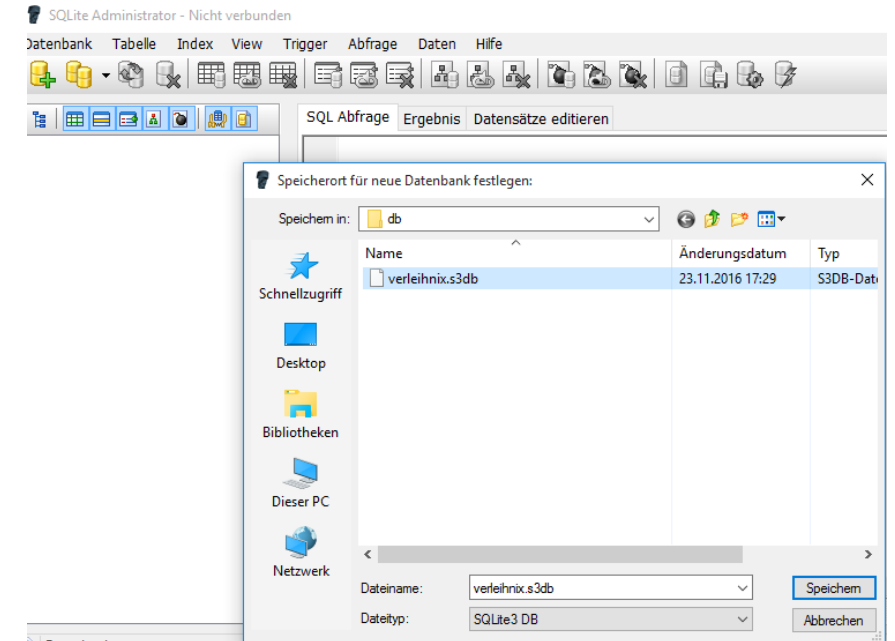 SQLite Administrator - Nicht verbunden
Datenbank Tabelle Index View Trigger Abfrage Daten Hilfe
SQL Abfrage Ergebnis Datensätze editieren
Speicherort für neue Datenbank festlegen:
Speichern in: db
Name Änderungsdatum Typ
verleihnix.s3db 23.11.2016 17:29 S3DB-Date
Schnellzugriff
Desktop
Bibliotheken
Dieser PC
Netzwerk
Dateiname: verleihnix.s3db Speichern
Dateityp: SQLite3 DB Abbrechen